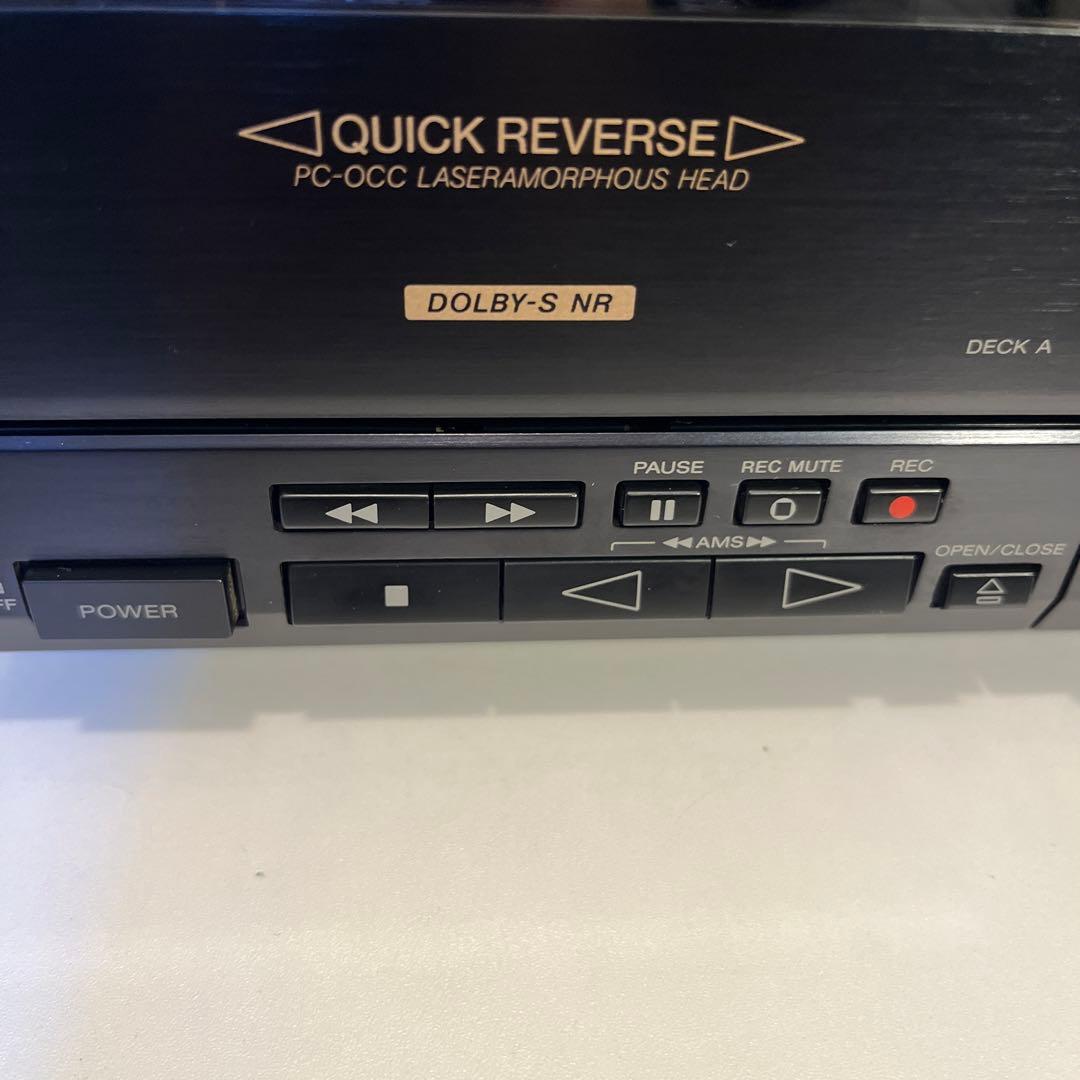 QUICK REVERSE
PC-OCC LASERAMORPHOUS HEAD
DOLBY-S NR
DECK A
PAUSE
REC MUTE
REC
AMS
OPEN/CLOSE
POWER